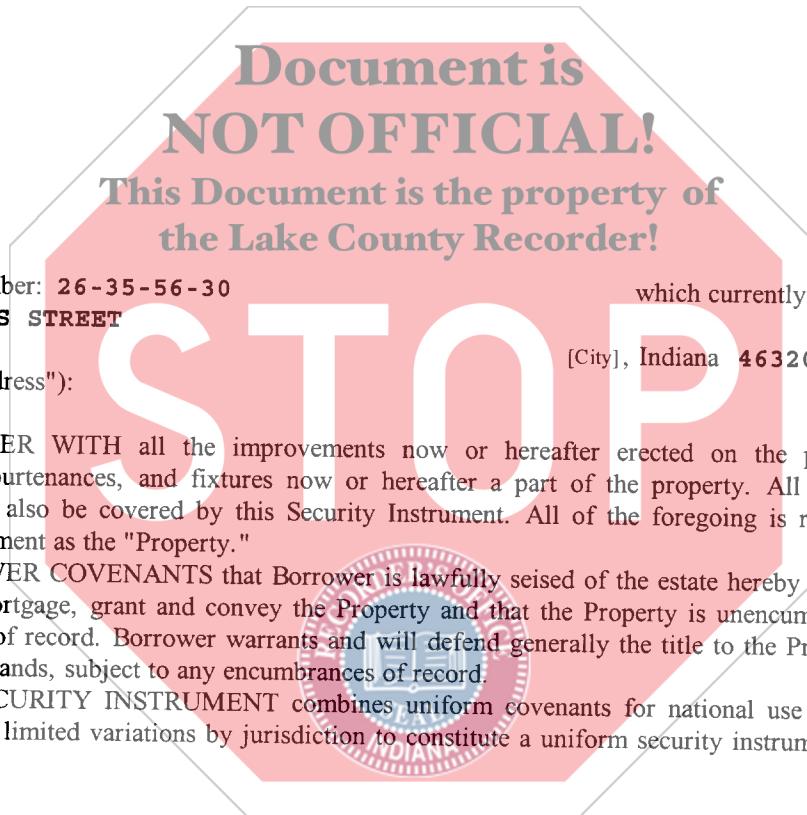 Document is
NOT OFFICIAL!
This Document is the property of
the Lake County Recorder!
ber: 26-35-56-30 which currently
S STREET
[City], Indiana 46320
dress"):
STOP
ER WITH all the improvements now or hereafter erected on the p
ourtenances, and fixtures now or hereafter a part of the property. All
also be covered by this Security Instrument. All of the foregoing is r
ment as the "Property."
VER COVENANTS that Borrower is lawfully seised of the estate hereby
ortgage, grant and convey the Property and that the Property is unencum
of record. Borrower warrants and will defend generally the title to the Pr
ands, subject to any encumbrances of record.
CURITY INSTRUMENT combines uniform covenants for national use
limited variations by jurisdiction to constitute a uniform security instrum
SEAL
INDIANA